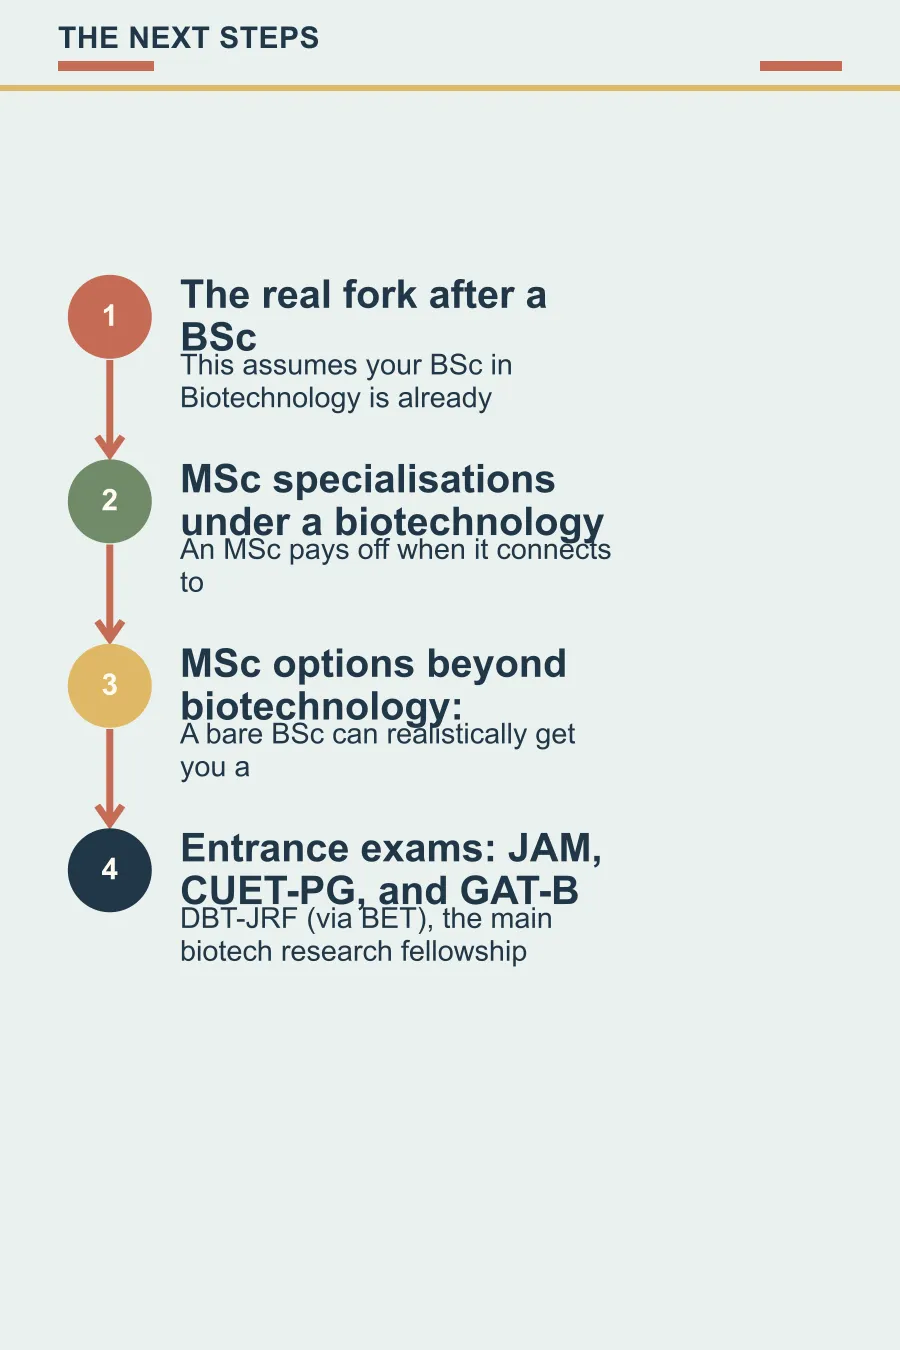 THE NEXT STEPS
1
The real fork after a
BSc
This assumes your BSc in
Biotechnology is already
2
MSc specialisations
under a biotechnology
An MSc pays off when it connects
to
3
MSc options beyond
biotechnology:
A bare BSc can realistically get
you a
4
Entrance exams: JAM,
CUET-PG, and GAT-B
DBT-JRF (via BET), the main
biotech research fellowship